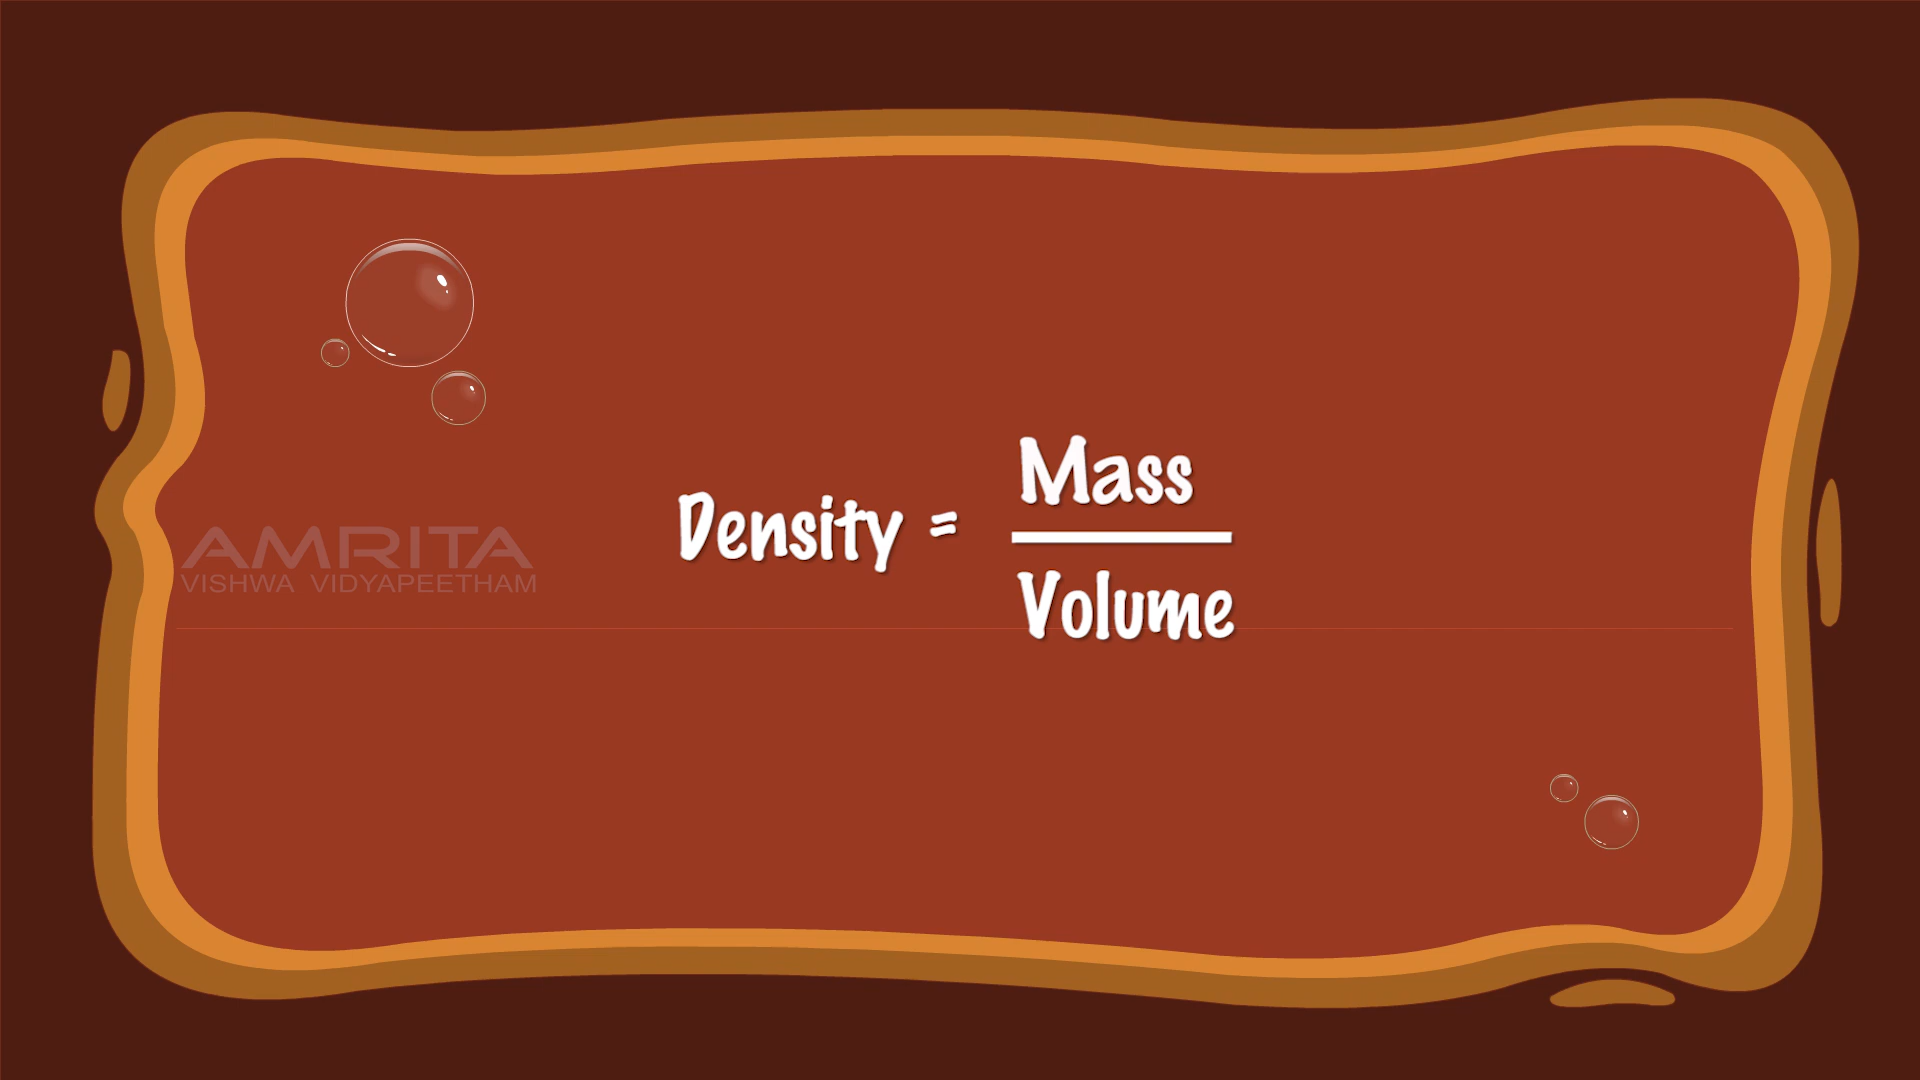 AMRITA
VISHWA VIDYAPEETHAM
Density =
Mass
Volume